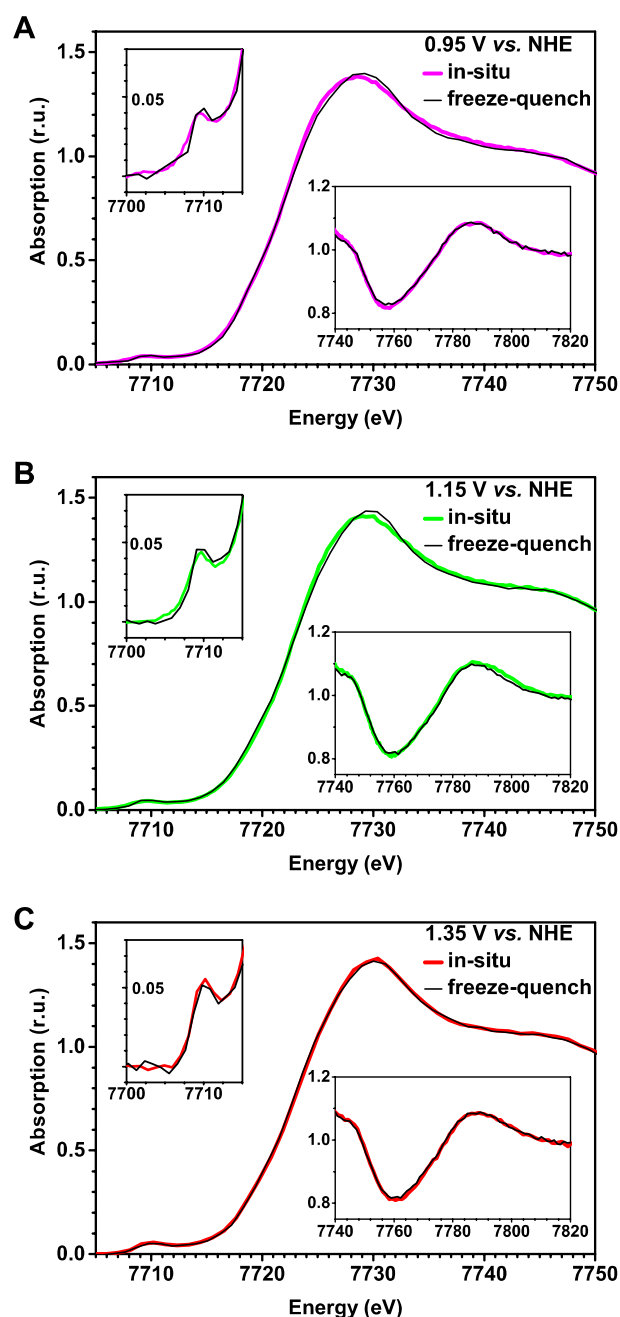 A
0.95 V vs. NHE
in-situ
freeze-quench
Absorption (r.u.)
1.5
1.0
0.5
0.0
0.05
7700 7710
1.2
1.0
0.8
7740 7760 7780 7800 7820
7710 7720 7730 7740 7750
Energy (eV)
B
1.15 V vs. NHE
in-situ
freeze-quench
Absorption (r.u.)
1.5
1.0
0.5
0.0
0.05
7700 7710
1.2
1.0
0.8
7740 7760 7780 7800 7820
7710 7720 7730 7740 7750
Energy (eV)
C
1.35 V vs. NHE
in-situ
freeze-quench
Absorption (r.u.)
1.5
1.0
0.5
0.0
0.05
7700 7710
1.2
1.0
0.8
7740 7760 7780 7800 7820
7710 7720 7730 7740 7750
Energy (eV)